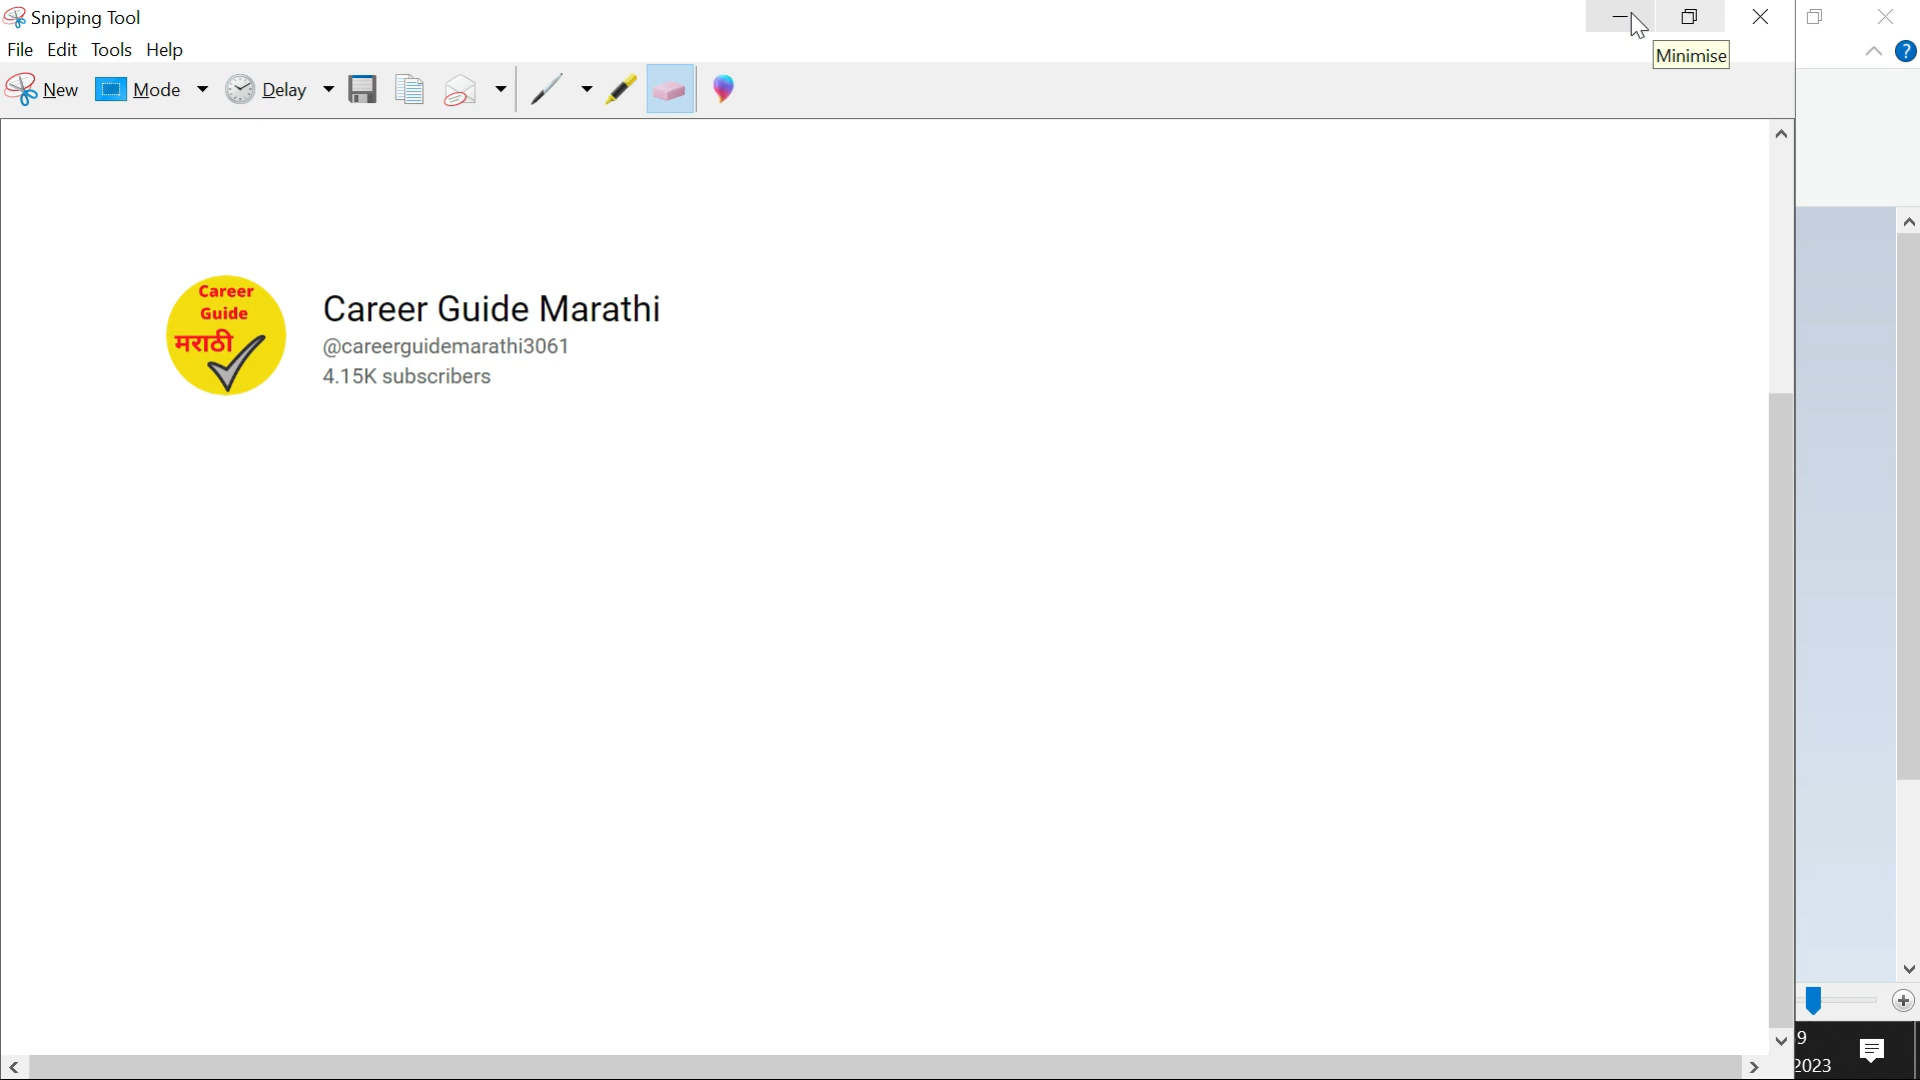 Snipping Tool
File Edit Tools Help
Minimise
New Mode Delay
Career
Guide
मराठी
Career Guide Marathi
@careerguidemarathi3061
4.15K subscribers
9
2023